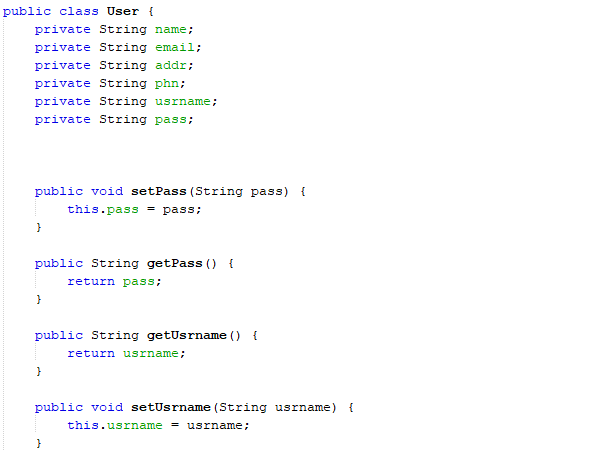 public class User {
    private String name;
    private String email;
    private String addr;
    private String phn;
    private String usrname;
    private String pass;
    public void setPass(String pass) {
        this.pass = pass;
    }
    public String getPass() {
        return pass;
    }
    public String getUsrname() {
        return usrname;
    }
    public void setUsrname(String usrname) {
        this.usrname = usrname;
    }